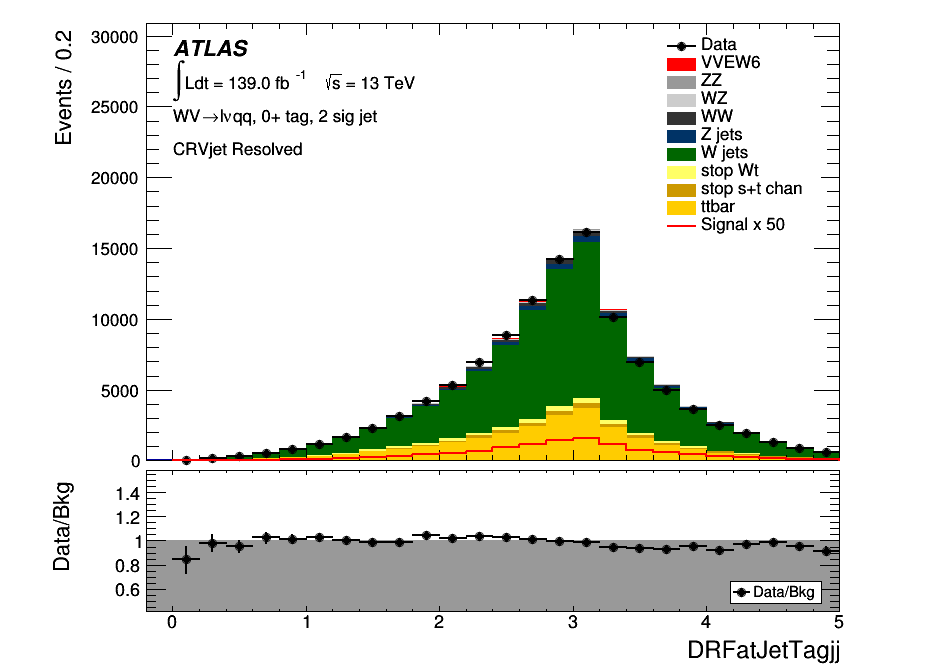 Events / 0.2
30000
25000
20000
15000
10000
5000
0
ATLAS
∫Ldt = 139.0 fb⁻¹ √s = 13 TeV
WV→lνqq, 0+ tag, 2 sig jet
CRVjet Resolved
Data
VVEW6
ZZ
WZ
WW
Z jets
W jets
stop Wt
stop s+t chan
ttbar
Signal x 50
Data/Bkg
1.4
1.2
1
0.8
0.6
Data/Bkg
0 1 2 3 4 5
DRFatJetTagjj